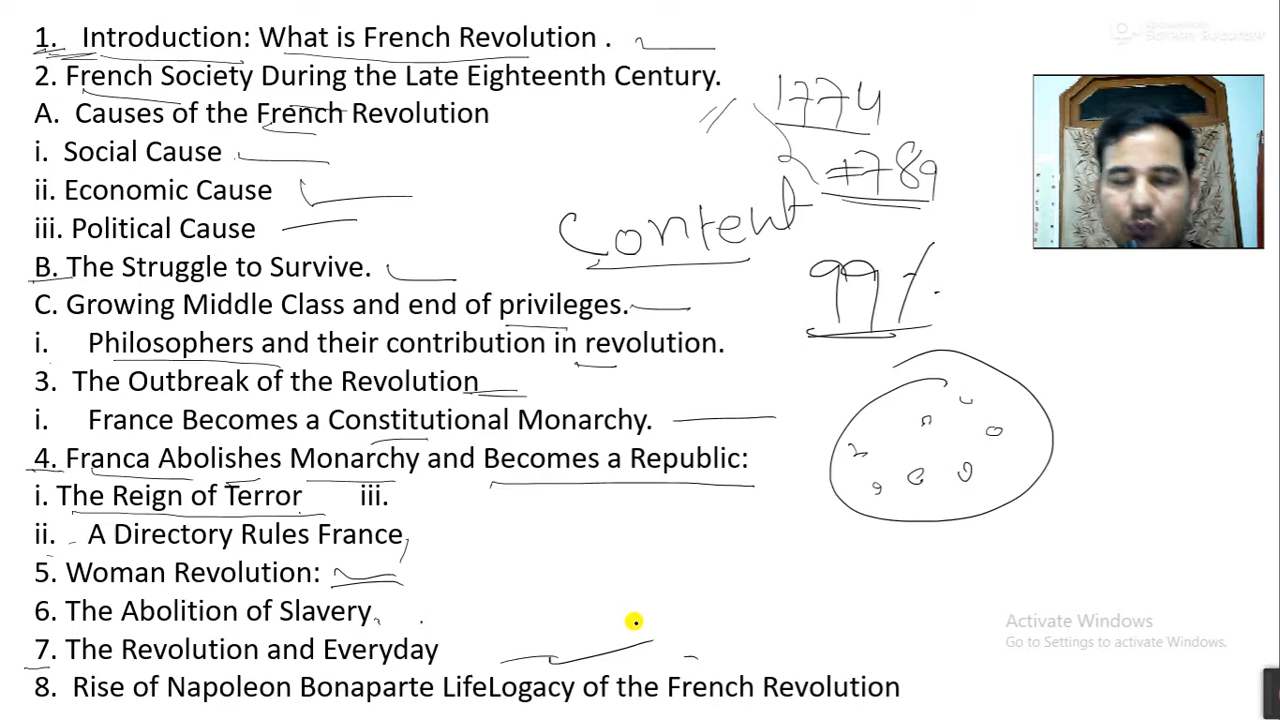 1. Introduction: What is French Revolution .
2. French Society During the Late Eighteenth Century.
A. Causes of the French Revolution
i. Social Cause
ii. Economic Cause
iii. Political Cause
B. The Struggle to Survive.
C. Growing Middle Class and end of privileges.
i. Philosophers and their contribution in revolution.
3. The Outbreak of the Revolution
i. France Becomes a Constitutional Monarchy.
4. Franca Abolishes Monarchy and Becomes a Republic:
i. The Reign of Terror iii.
ii. A Directory Rules France
5. Woman Revolution:
6. The Abolition of Slavery
7. The Revolution and Everyday
8. Rise of Napoleon Bonaparte LifeLogacy of the French Revolution
1774
1789
Content
99%
Screen Recorder
Activate Windows
Go to Settings to activate Windows.